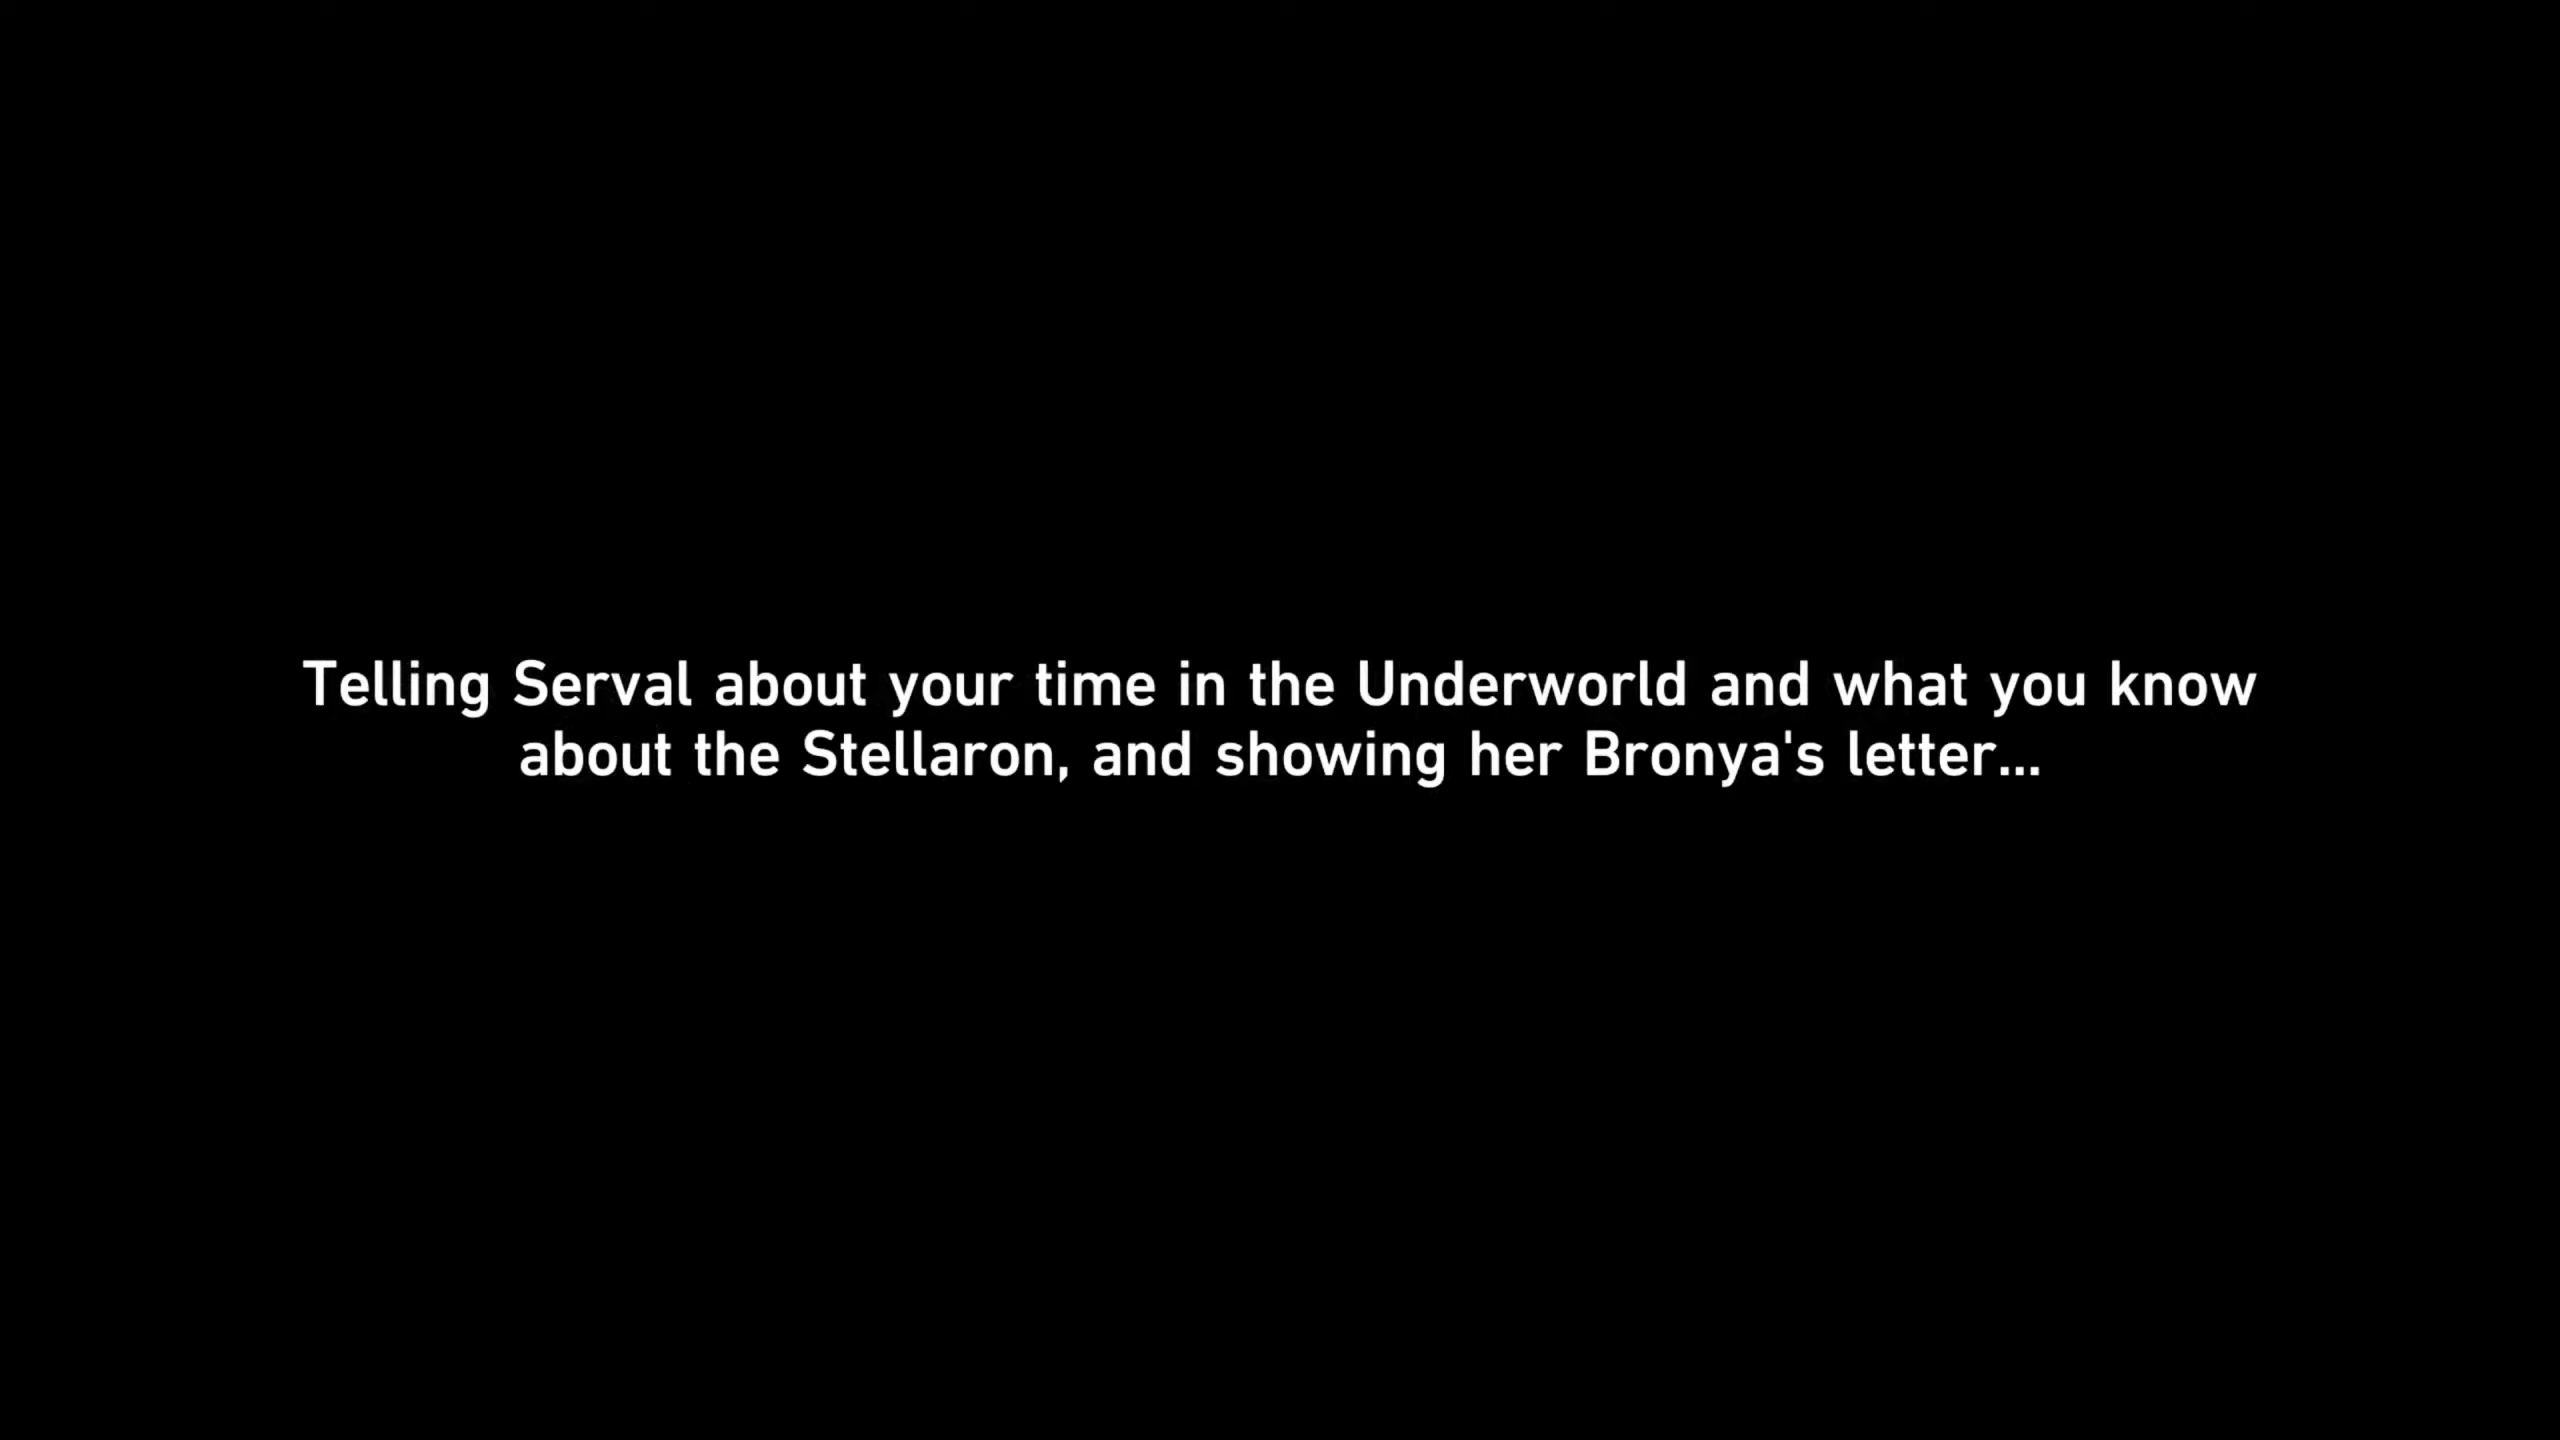 Telling Serval about your time in the Underworld and what you know
about the Stellaron, and showing her Bronya's letter...